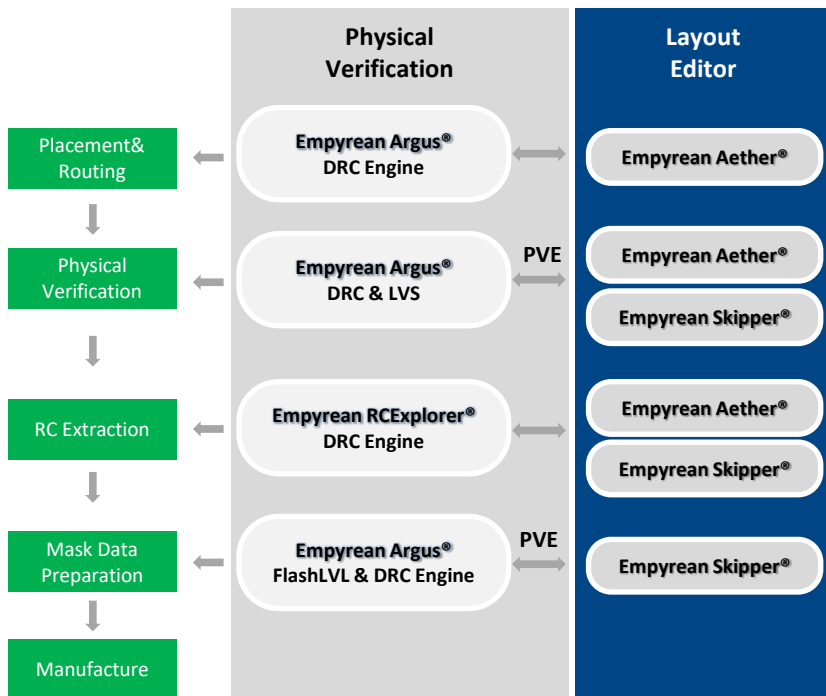 Physical
Verification
Layout
Editor
Placement&
Routing
Empyrean Argus®
DRC Engine
Empyrean Aether®
Physical
Verification
Empyrean Argus®
DRC & LVS
PVE
Empyrean Aether®
Empyrean Skipper®
RC Extraction
Empyrean RCExplorer®
DRC Engine
Empyrean Aether®
Empyrean Skipper®
Mask Data
Preparation
Empyrean Argus®
FlashLVL & DRC Engine
PVE
Empyrean Skipper®
Manufacture